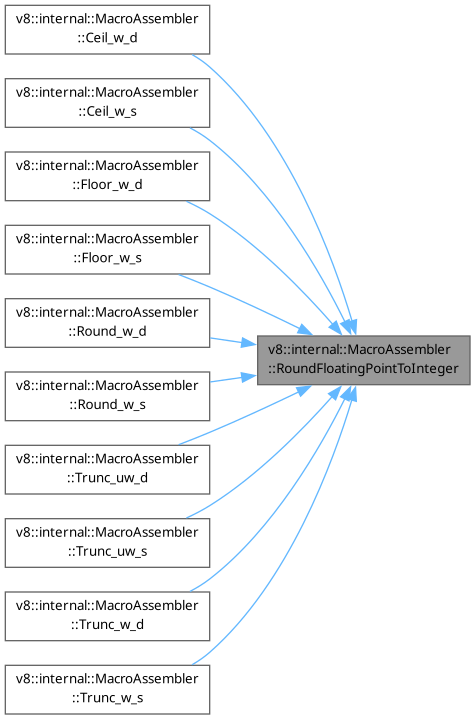 v8::internal::MacroAssembler
::Ceil_w_d
v8::internal::MacroAssembler
::Ceil_w_s
v8::internal::MacroAssembler
::Floor_w_d
v8::internal::MacroAssembler
::Floor_w_s
v8::internal::MacroAssembler
::Round_w_d
v8::internal::MacroAssembler
::RoundFloatingPointToInteger
v8::internal::MacroAssembler
::Round_w_s
v8::internal::MacroAssembler
::Trunc_uw_d
v8::internal::MacroAssembler
::Trunc_uw_s
v8::internal::MacroAssembler
::Trunc_w_d
v8::internal::MacroAssembler
::Trunc_w_s